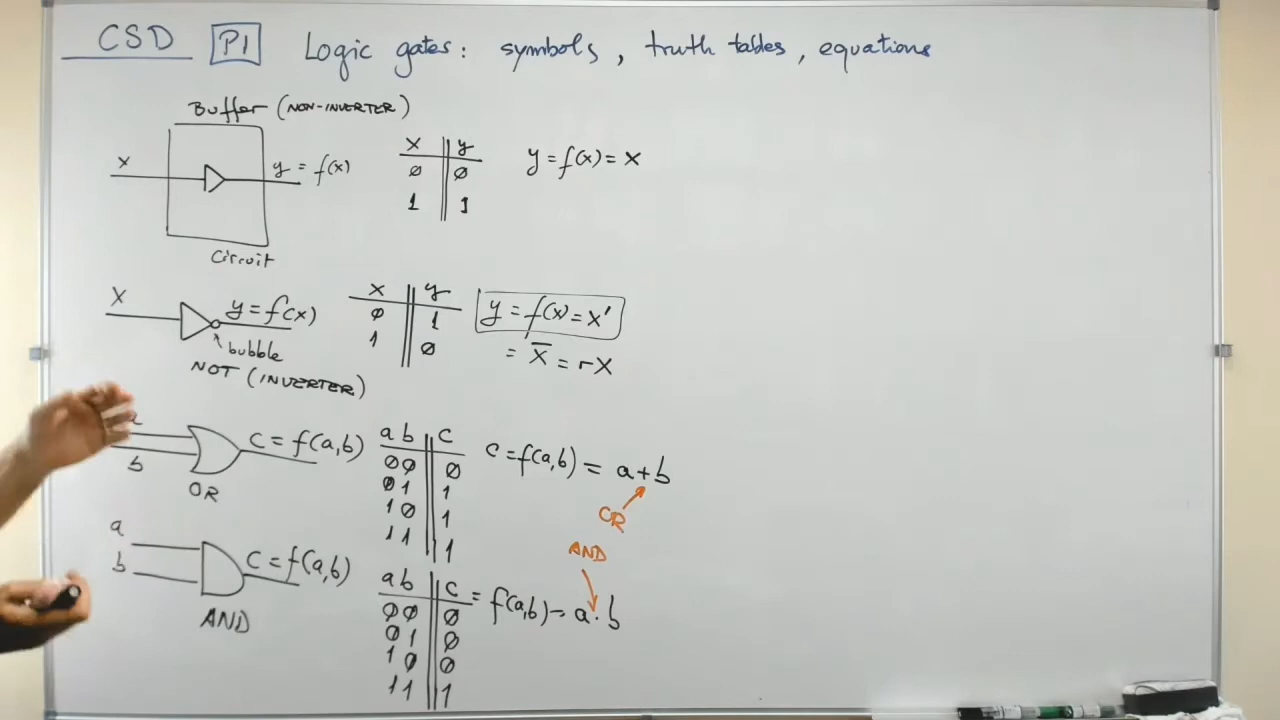 CSD P1 Logic gates: symbols, truth tables, equations
Buffer (NON-INVERTER)
x
y = f(x)
x y
0 0
1 1
y = f(x) = x
Circuit
x
y = f(x)
bubble
NOT (INVERTER)
x y
0 1
1 0
y = f(x) = x'
= x̅ = ¬x
a
b
c = f(a,b)
OR
a b c
0 0 0
0 1 1
1 0 1
1 1 1
c = f(a,b) = a+b
OR
a
b
c = f(a,b)
AND
a b c
0 0 0
0 1 0
1 0 0
1 1 1
= f(a,b) = a·b
AND